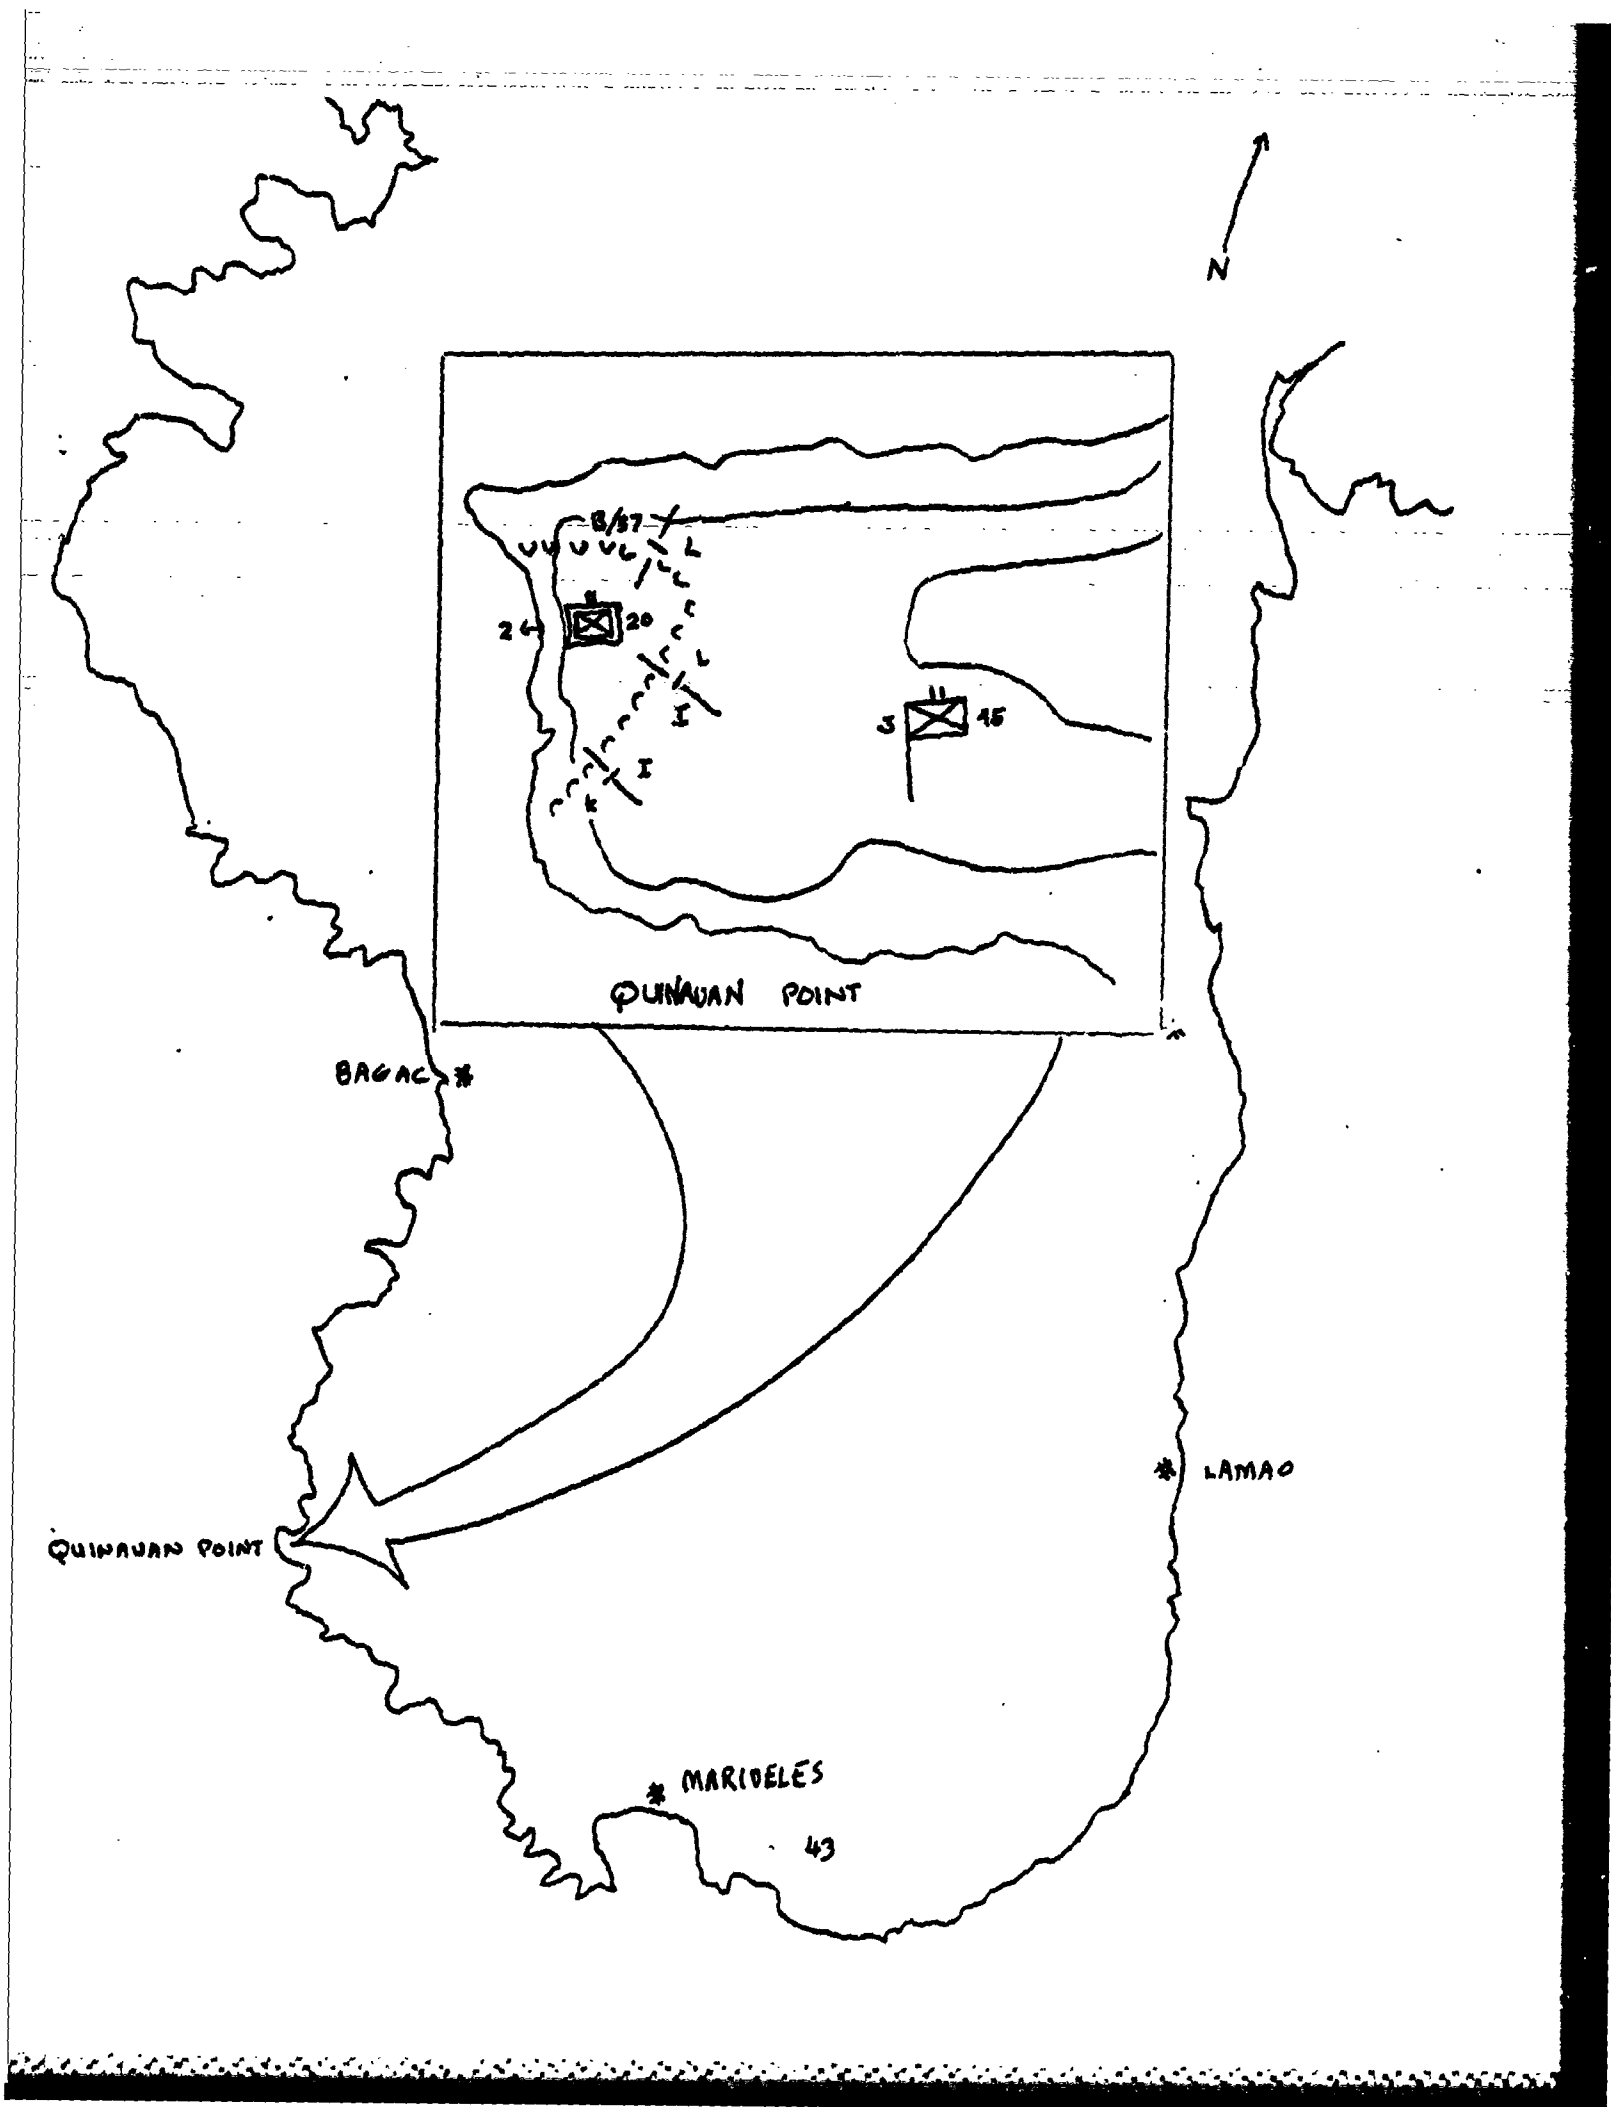 N
B/57
L
2
20
L
I
3
45
I
K
QUINAUAN POINT
BAGAC
LAMAO
QUINAUAN POINT
MARIVELES
43